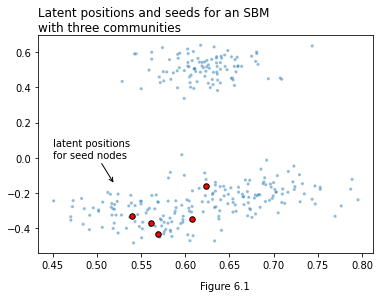 Latent positions and seeds for an SBM
with three communities
0.6
0.4
0.2
0.0
−0.2
−0.4
latent positions
for seed nodes
0.45 0.50 0.55 0.60 0.65 0.70 0.75 0.80
Figure 6.1